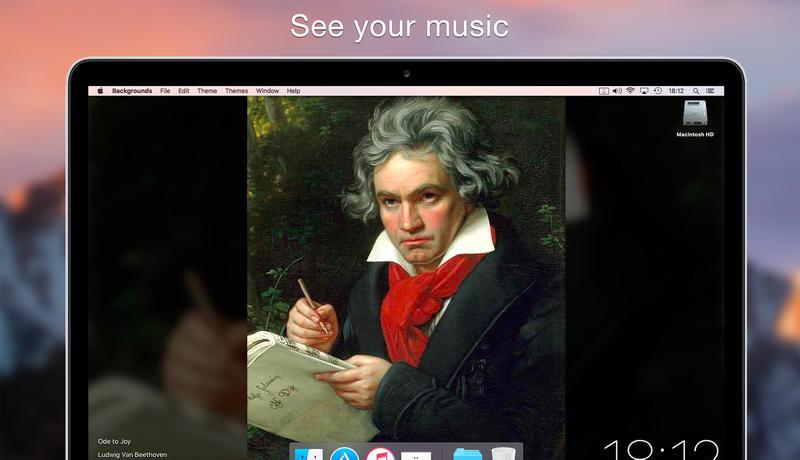 See your music
Backgrounds File Edit Theme Themes Window Help 18:12
Macintosh HD
Ode to Joy
Ludwig Van Beethoven
18:12